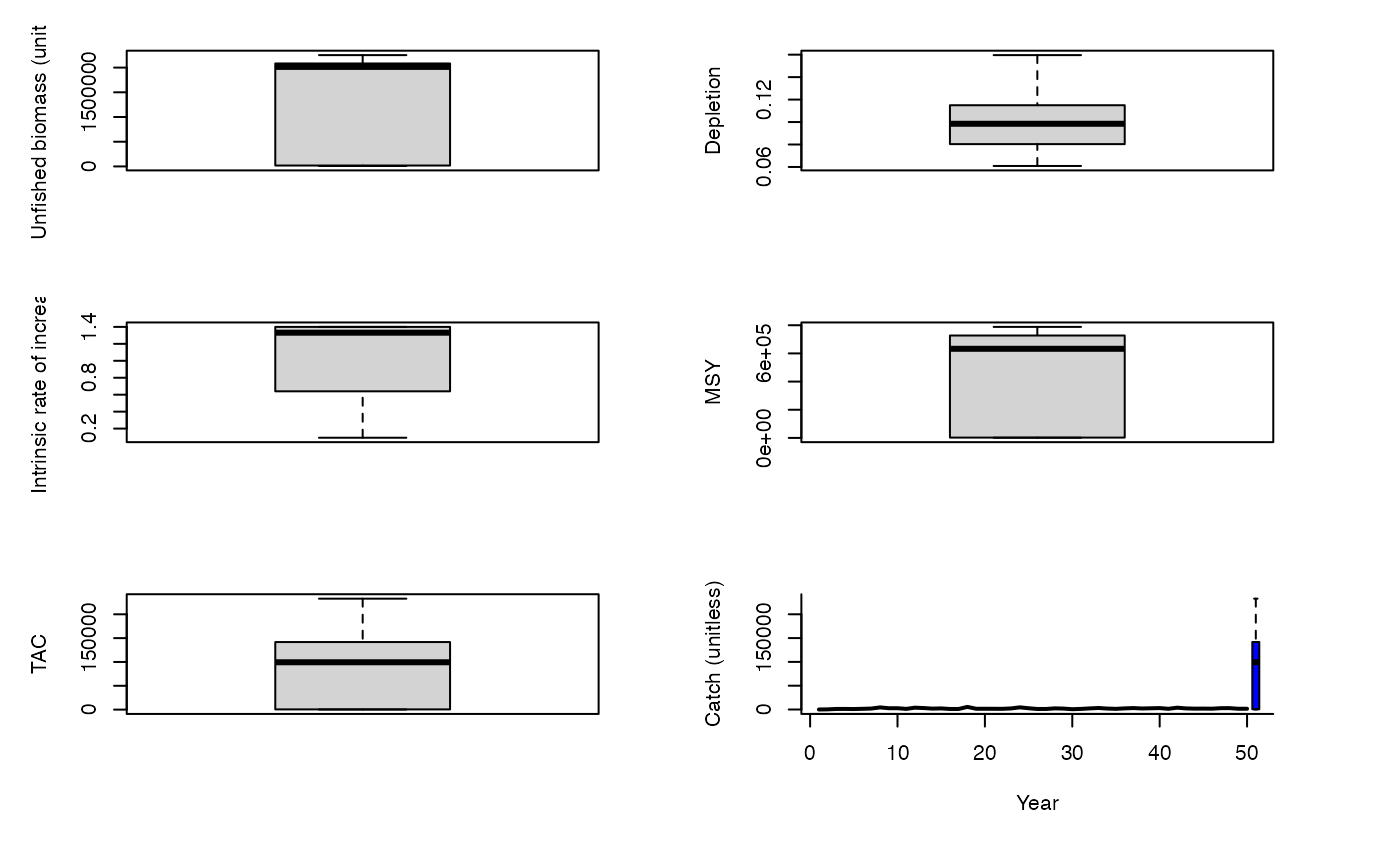 Unfished biomass (unit
1500000
0
Depletion
0.12
0.06
Intrinsic rate of increa
1.4
0.8
0.2
MSY
6e+05
0e+00
TAC
150000
0
Catch (unitless)
150000
0
0 10 20 30 40 50
Year